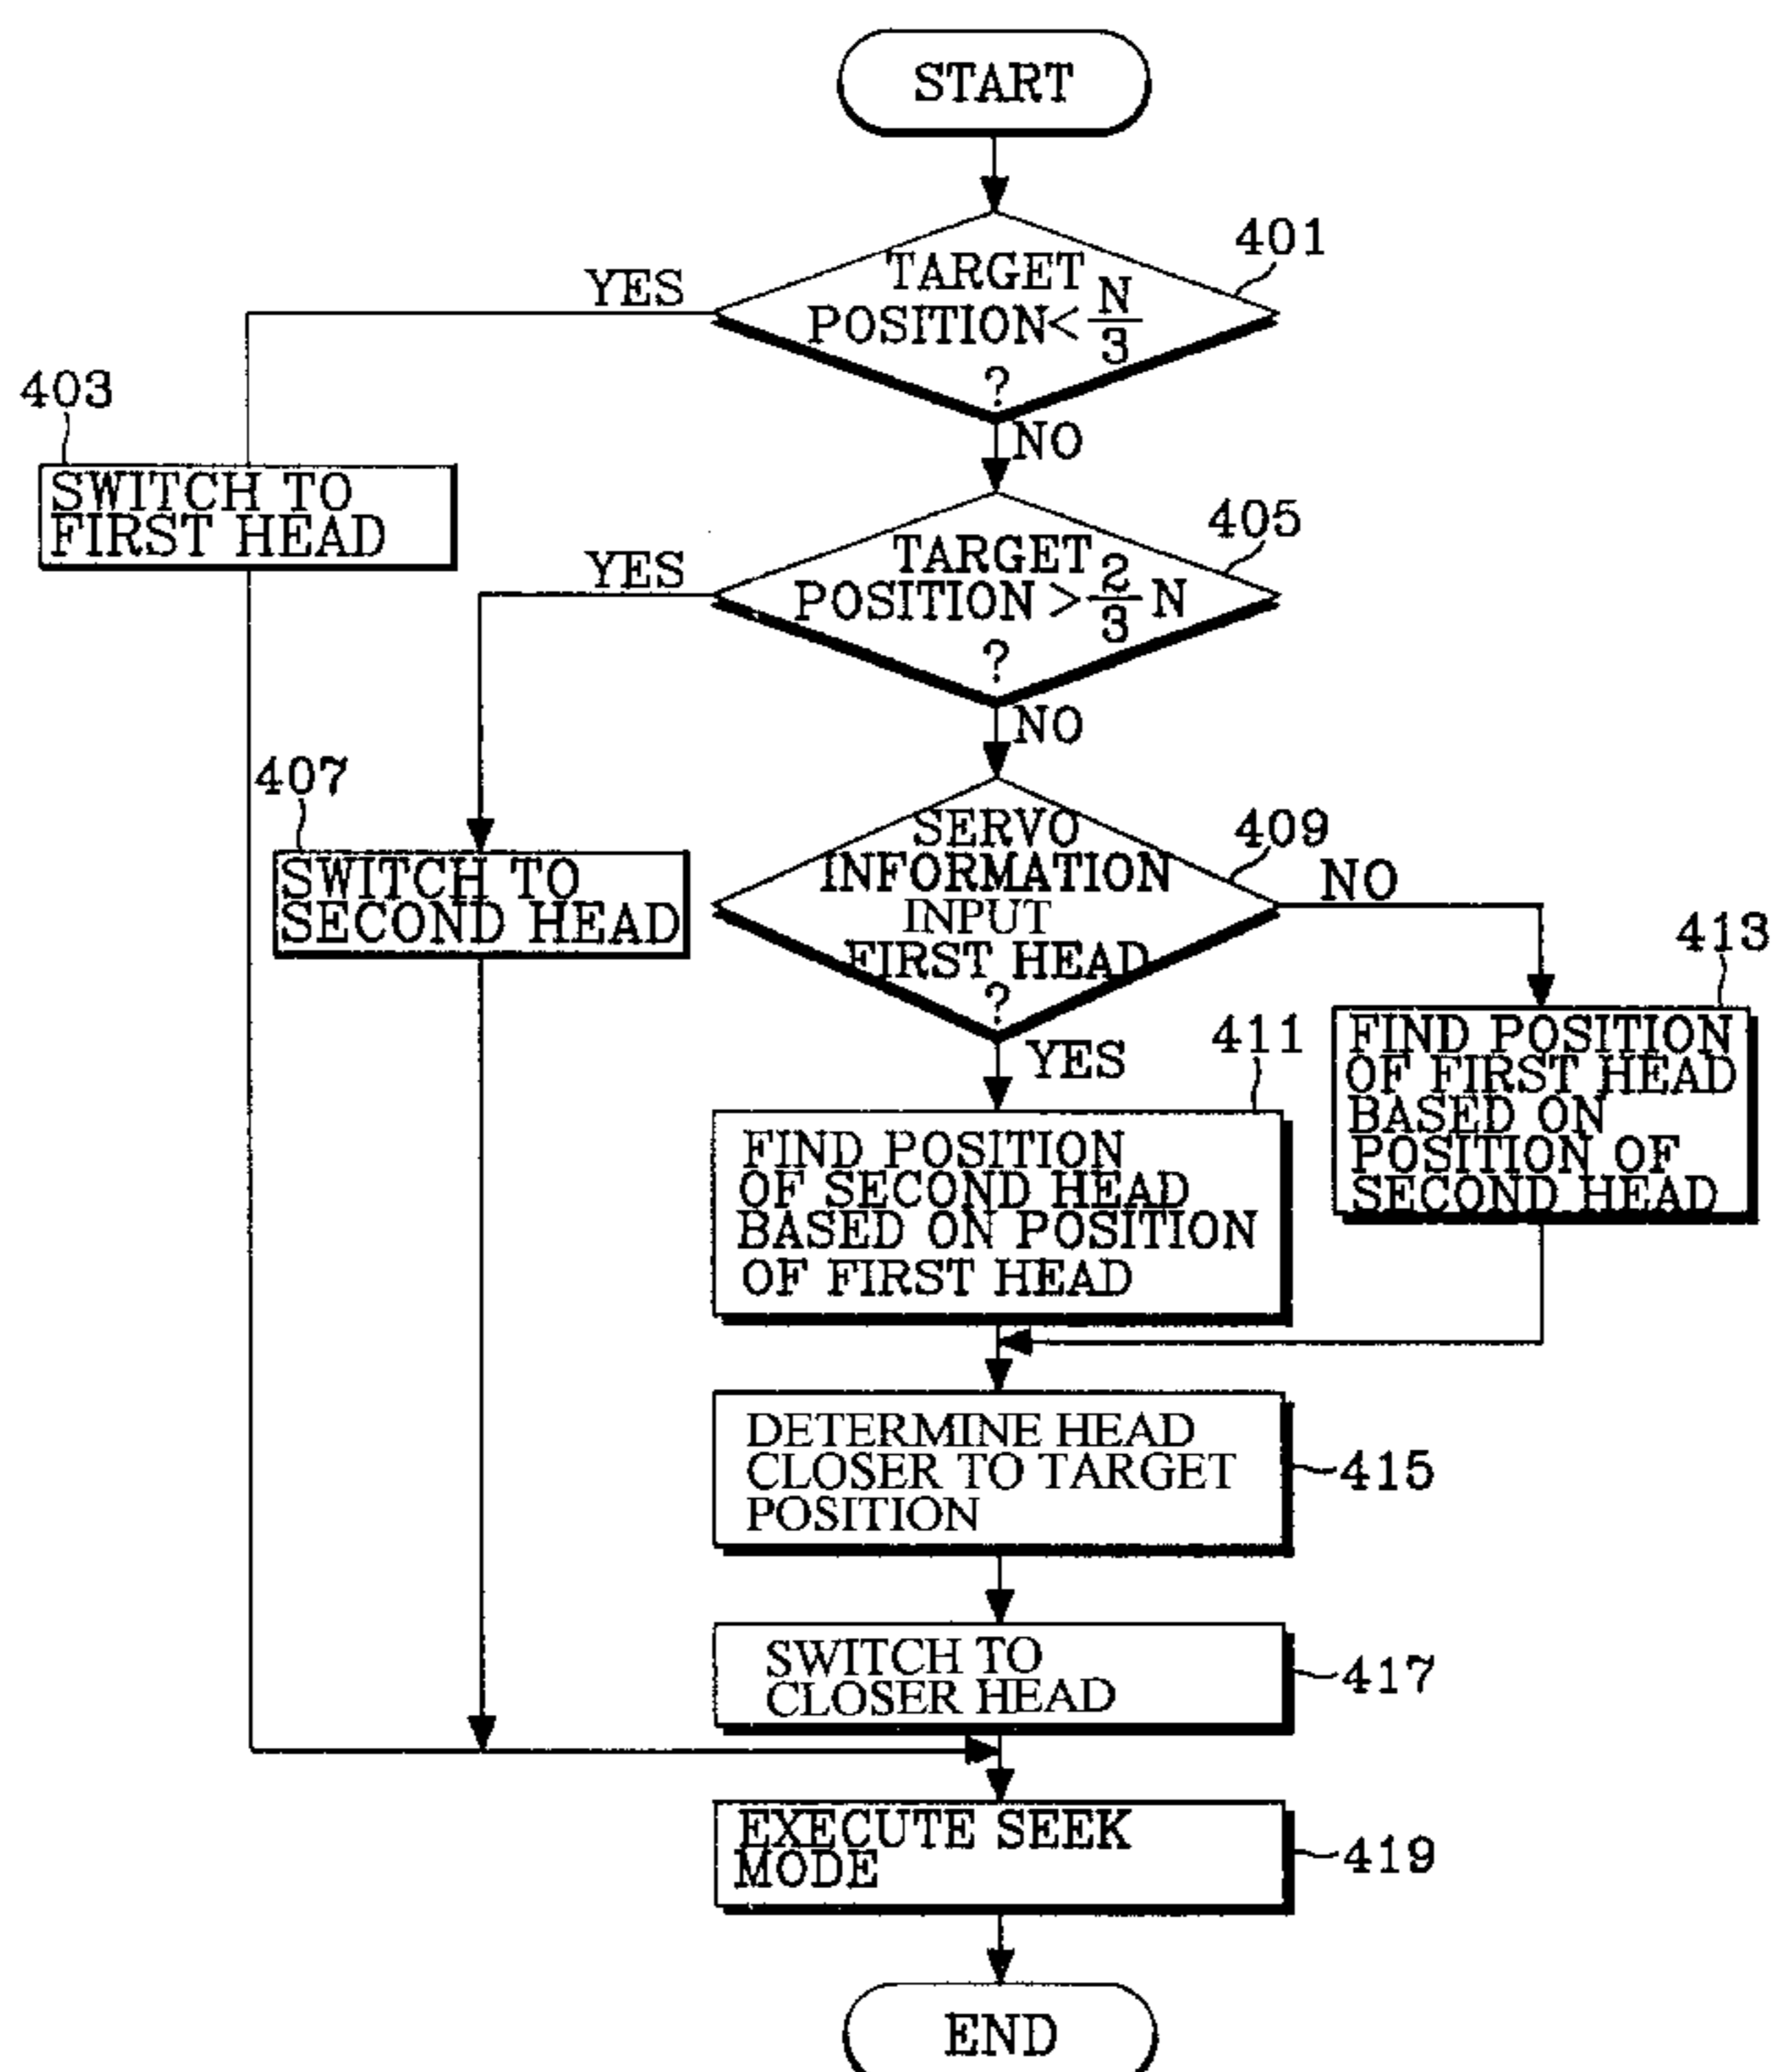 START
401
TARGET
POSITION< N/3
?
YES
NO
403
SWITCH TO
FIRST HEAD
405
TARGET
POSITION > 2/3 N
?
YES
NO
407
SWITCH TO
SECOND HEAD
409
SERVO
INFORMATION
INPUT
FIRST HEAD
?
NO
YES
413
FIND POSITION
OF FIRST HEAD
BASED ON
POSITION OF
SECOND HEAD
411
FIND POSITION
OF SECOND HEAD
BASED ON POSITION
OF FIRST HEAD
DETERMINE HEAD
CLOSER TO TARGET
POSITION
415
SWITCH TO
CLOSER HEAD
417
EXECUTE SEEK
MODE
419
END